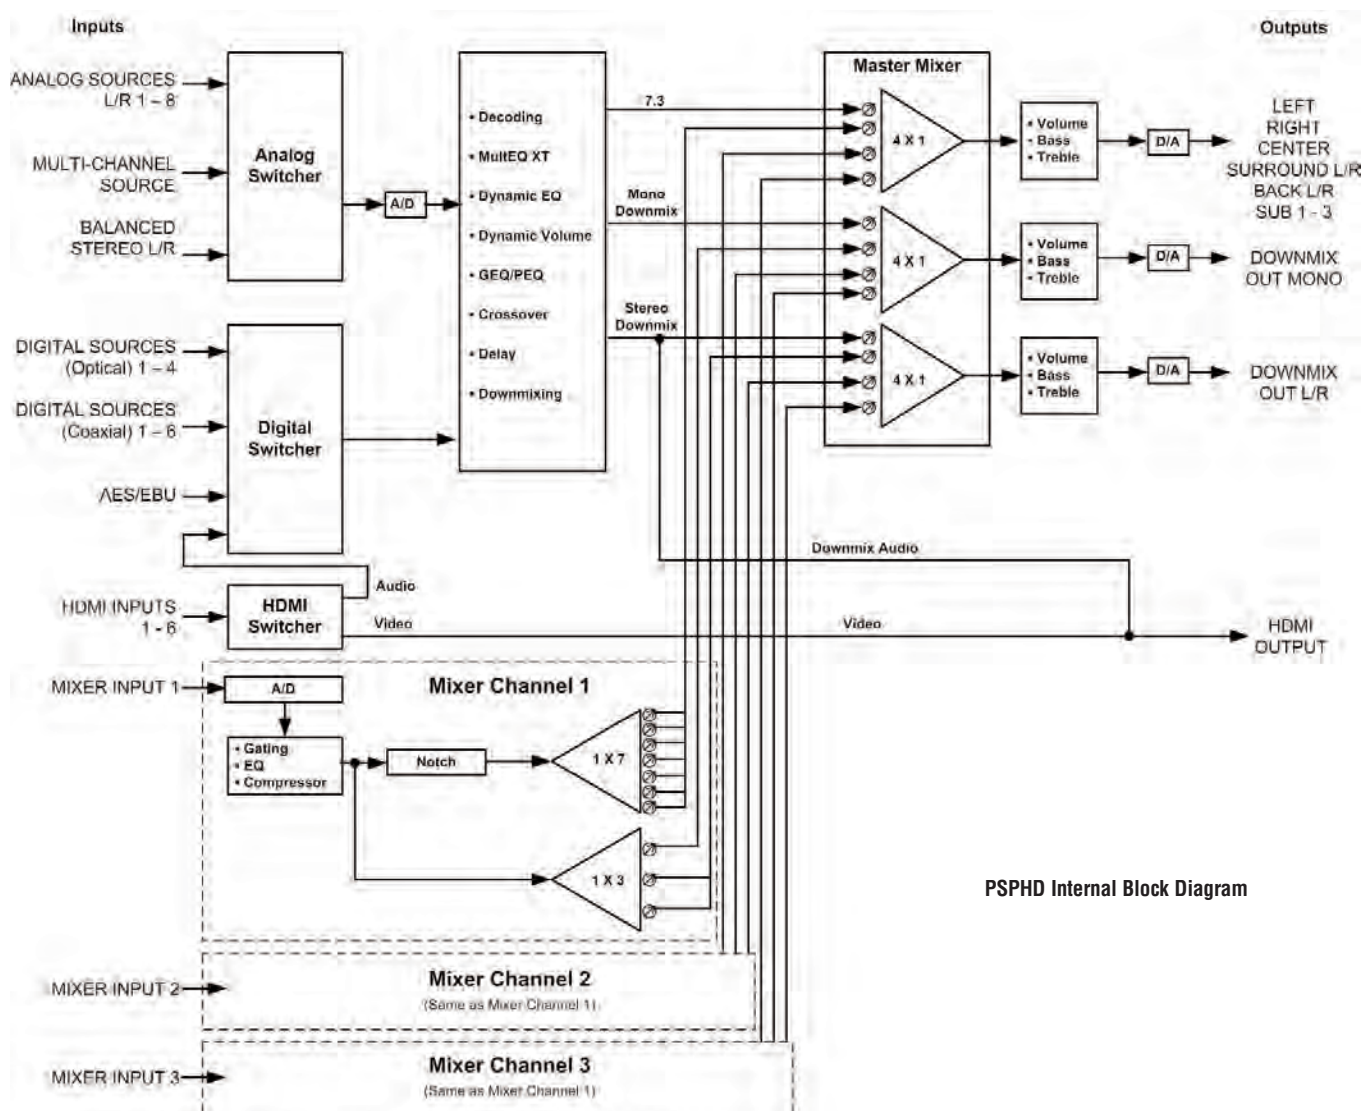 Inputs
Outputs
ANALOG SOURCES
L/R 1 – 8
MULTI-CHANNEL
SOURCE
BALANCED
STEREO L/R
Analog
Switcher
A/D
• Decoding
• MultEQ XT
• Dynamic EQ
• Dynamic Volume
• GEQ/PEQ
• Crossover
• Delay
• Downmixing
7.3
Mono
Downmix
Stereo
Downmix
Master Mixer
4 X 1
4 X 1
4 X 1
• Volume
• Bass
• Treble
D/A
LEFT
RIGHT
CENTER
SURROUND L/R
BACK L/R
SUB 1 - 3
• Volume
• Bass
• Treble
D/A
DOWNMIX
OUT MONO
• Volume
• Bass
• Treble
D/A
DOWNMIX
OUT L/R
DIGITAL SOURCES
(Optical) 1 – 4
DIGITAL SOURCES
(Coaxial) 1 – 6
AES/EBU
Digital
Switcher
Downmix Audio
HDMI INPUTS
1 - 6
HDMI
Switcher
Audio
Video
Video
HDMI
OUTPUT
MIXER INPUT 1
A/D
Mixer Channel 1
• Gating
• EQ
• Compressor
Notch
1 X 7
1 X 3
PSPHD Internal Block Diagram
MIXER INPUT 2
Mixer Channel 2
(Same as Mixer Channel 1)
MIXER INPUT 3
Mixer Channel 3
(Same as Mixer Channel 1)